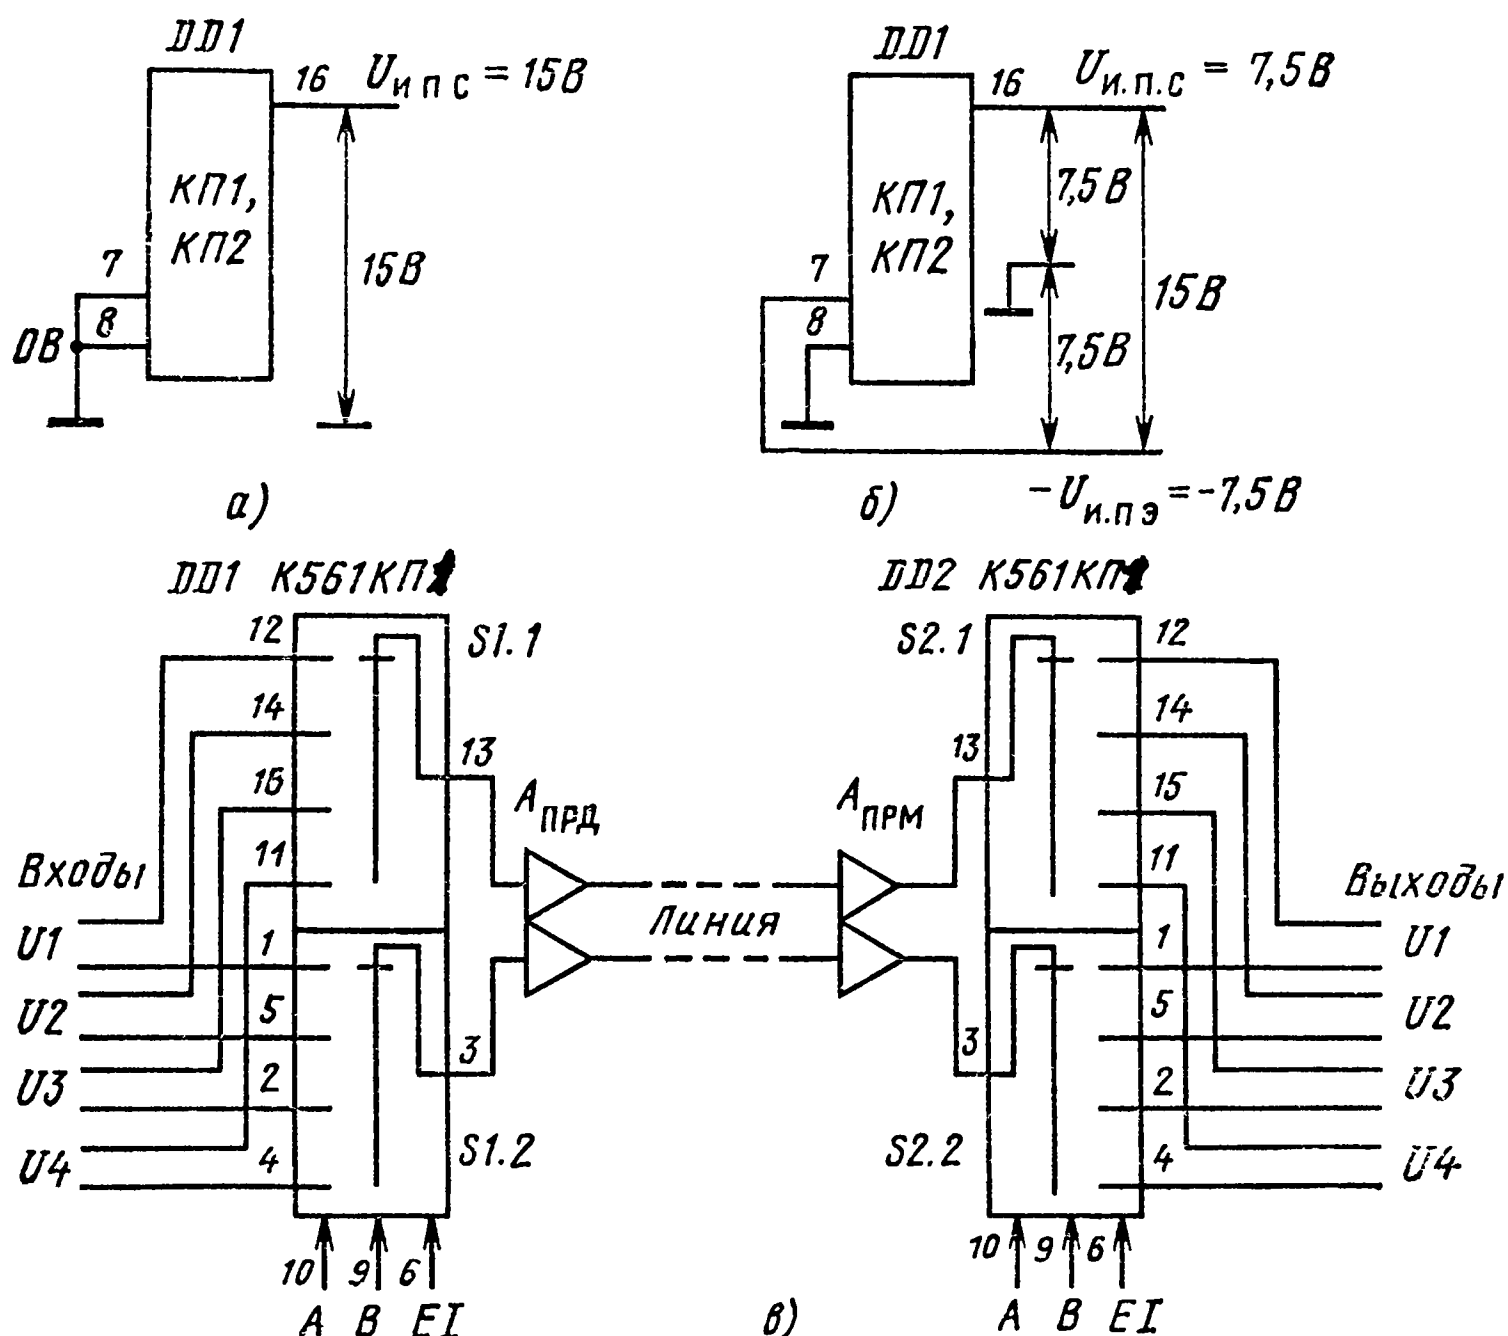 DD1
16
U и п с = 15В
КП1,
КП2
7
8
0В
15В
а)
DD1
16
U и.п.с = 7,5В
КП1,
КП2
7
8
7,5В
7,5В
15В
-U и.п э = -7,5В
б)
DD1 К561КП1
12
14
16
11
1
5
2
4
S1.1
13
3
S1.2
Входы
U1
U2
U3
U4
10
9
6
A
B
EI
А ПРД
Линия
А ПРМ
DD2 К561КП1
S2.1
13
3
S2.2
12
14
15
11
1
5
2
4
Выходы
U1
U2
U3
U4
10
9
6
A
B
EI
в)